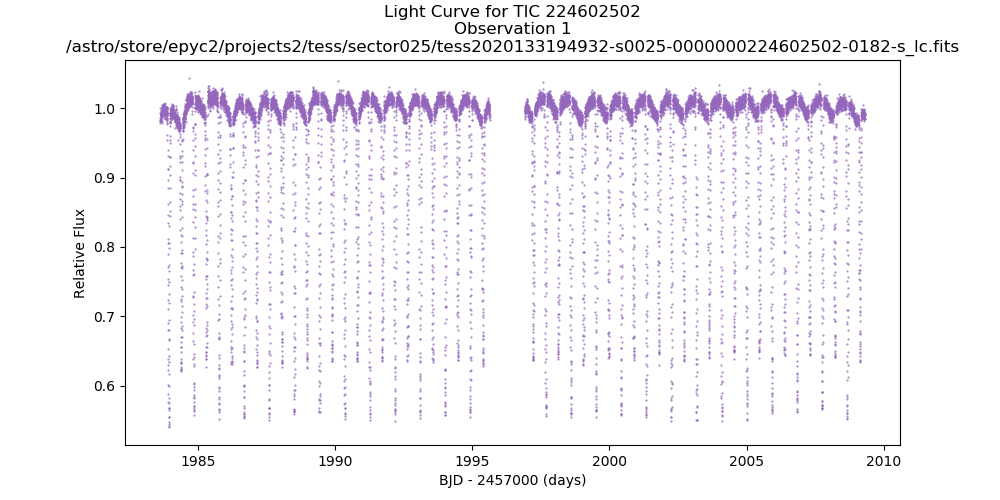 Light Curve for TIC 224602502
Observation 1
/astro/store/epyc2/projects2/tess/sector025/tess2020133194932-s0025-0000000224602502-0182-s_lc.fits
1.0
0.9
0.8
0.7
0.6
Relative Flux
1985
1990
1995
2000
2005
2010
BJD - 2457000 (days)